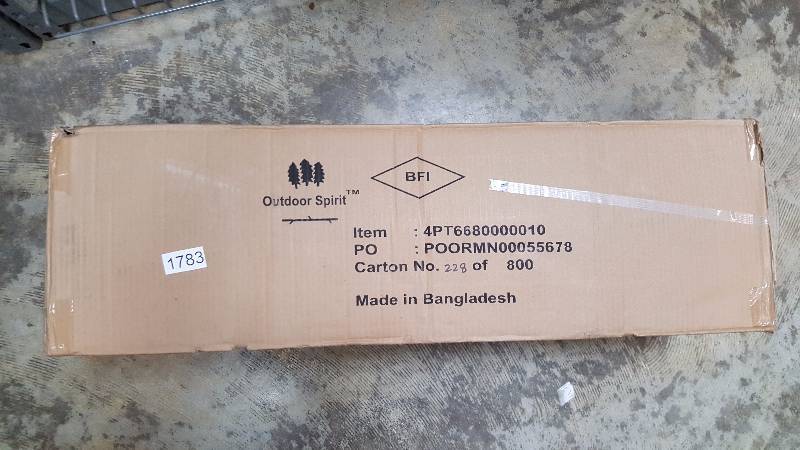 Outdoor Spirit™
BFI
Item : 4PT6680000010
PO : POORMN00055678
Carton No. 228 of 800
Made in Bangladesh
1783